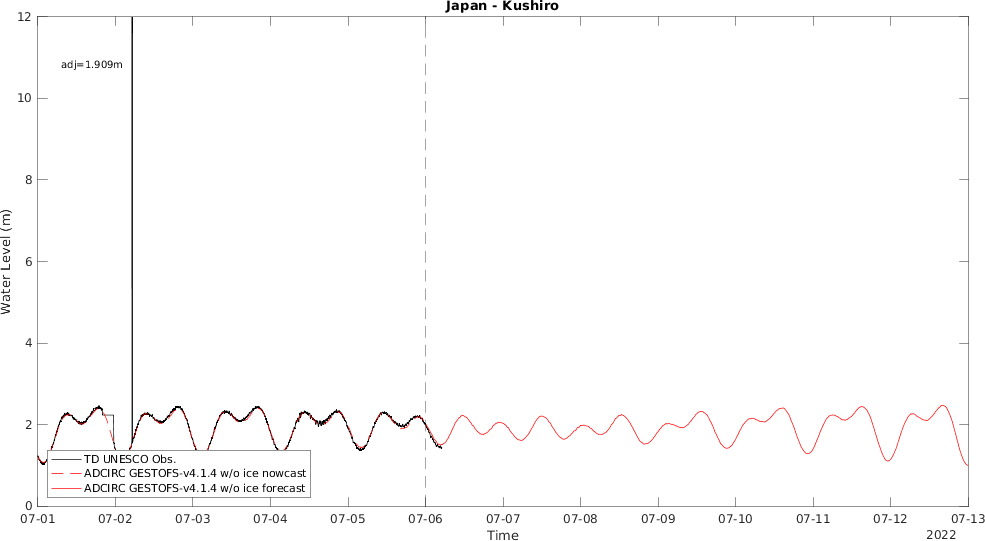 Japan - Kushiro
12
adj=1.909m
10
8
6
4
2
0
Water Level (m)
TD UNESCO Obs.
ADCIRC GESTOFS-v4.1.4 w/o ice nowcast
ADCIRC GESTOFS-v4.1.4 w/o ice forecast
07-01 07-02 07-03 07-04 07-05 07-06 07-07 07-08 07-09 07-10 07-11 07-12 07-13
Time
2022